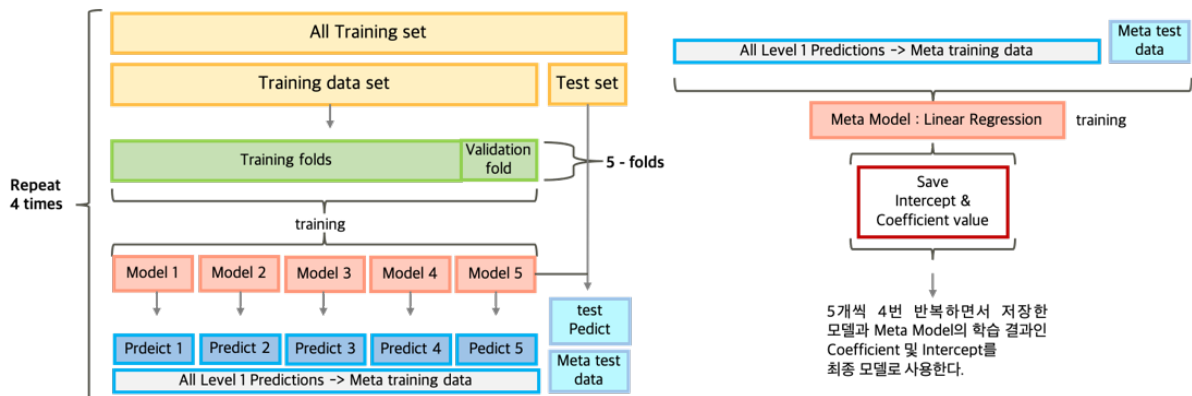 All Training set
Training data set
Test set
Training folds
Validation
fold
5 - folds
Repeat
4 times
training
Model 1
Model 2
Model 3
Model 4
Model 5
test
Pedict
Prdeict 1
Predict 2
Predict 3
Predict 4
Pedict 5
All Level 1 Predictions -> Meta training data
Meta test
data
All Level 1 Predictions -> Meta training data
Meta test
data
Meta Model : Linear Regression
training
Save
Intercept &
Coefficient value
5개씩 4번 반복하면서 저장한
모델과 Meta Model의 학습 결과인
Coefficient 및 Intercept를
최종 모델로 사용한다.